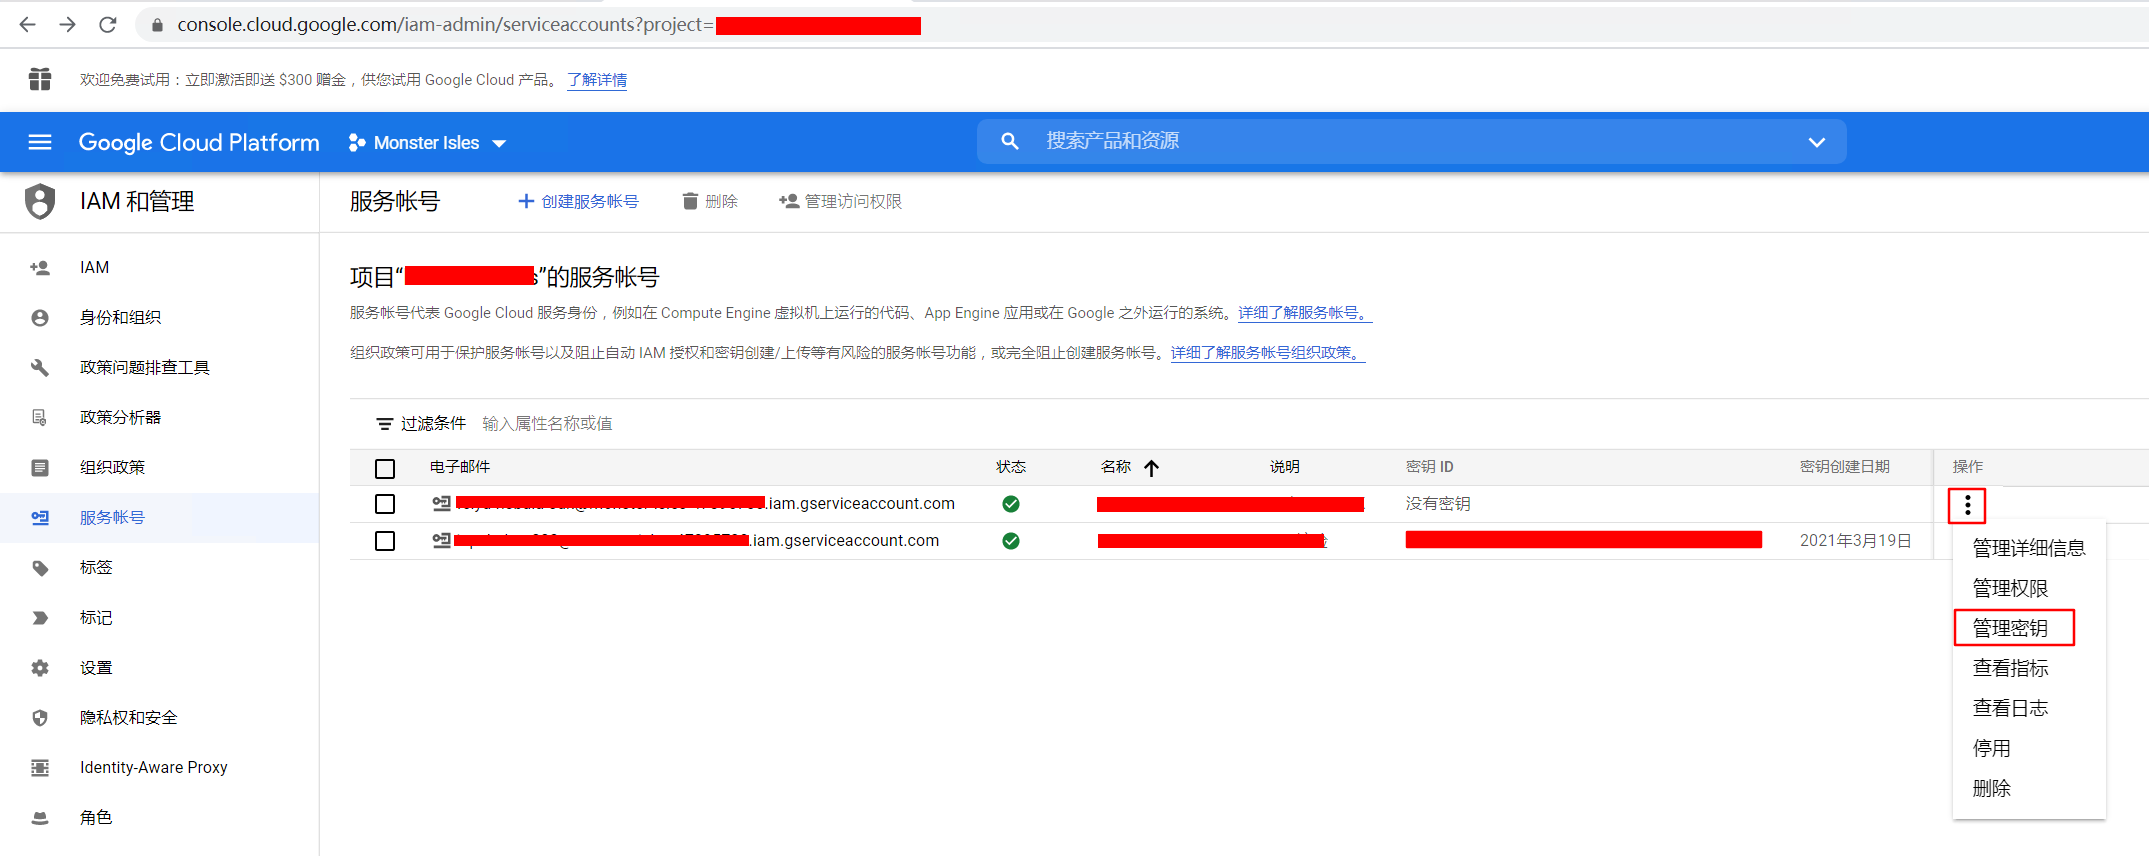 console.cloud.google.com/iam-admin/serviceaccounts?project=
欢迎免费试用：立即激活即送 $300 赠金，供您试用 Google Cloud 产品。 了解详情
Google Cloud Platform Monster Isles 搜索产品和资源
IAM 和管理
服务帐号 创建服务帐号 删除 管理访问权限
IAM
身份和组织
政策问题排查工具
政策分析器
组织政策
服务帐号
标签
标记
设置
隐私权和安全
Identity-Aware Proxy
角色
项目“ s”的服务帐号
服务帐号代表 Google Cloud 服务身份，例如在 Compute Engine 虚拟机上运行的代码、App Engine 应用或在 Google 之外运行的系统。详细了解服务帐号。
组织政策可用于保护服务帐号以及阻止自动 IAM 授权和密钥创建/上传等有风险的服务帐号功能，或完全阻止创建服务帐号。详细了解服务帐号组织政策。
过滤条件 输入属性名称或值
电子邮件 状态 名称 说明 密钥 ID 密钥创建日期 操作
.iam.gserviceaccount.com 没有密钥
.iam.gserviceaccount.com 2021年3月19日
管理详细信息
管理权限
管理密钥
查看指标
查看日志
停用
删除